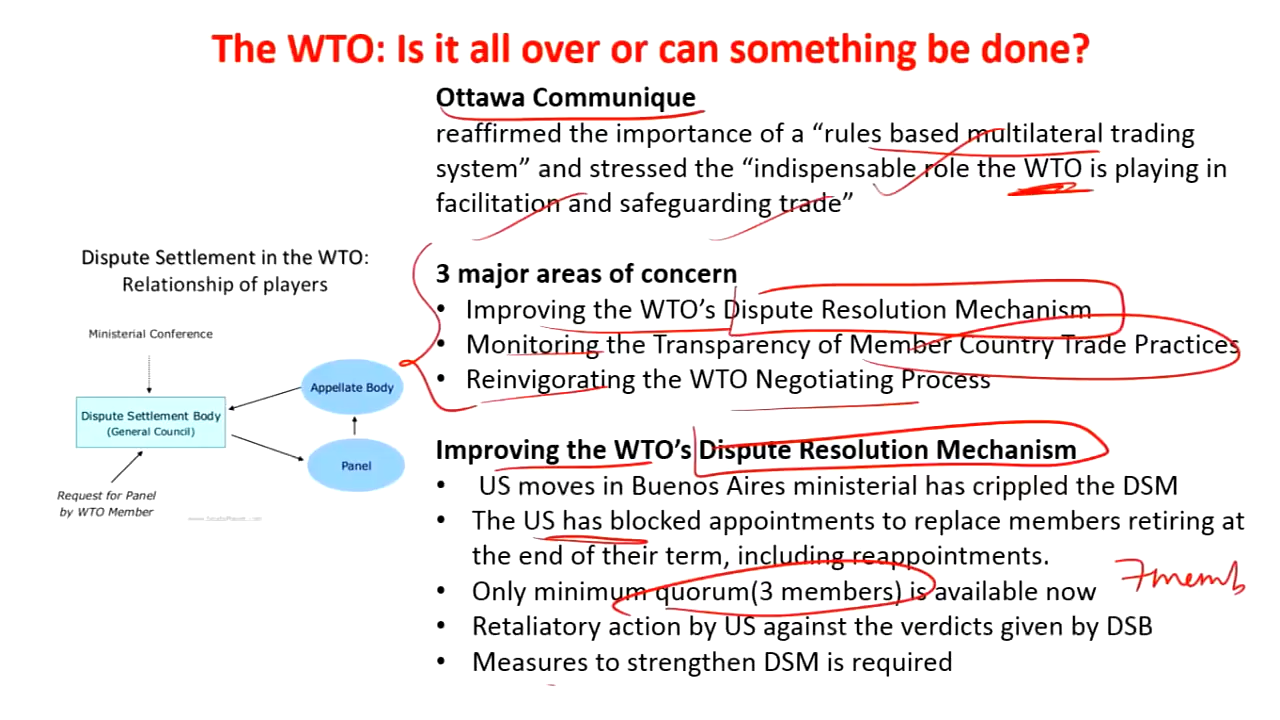 The WTO: Is it all over or can something be done?
Ottawa Communique
reaffirmed the importance of a “rules based multilateral trading
system” and stressed the “indispensable role the WTO is playing in
facilitation and safeguarding trade”
Dispute Settlement in the WTO:
Relationship of players
Ministerial Conference
Appellate Body
Dispute Settlement Body
(General Council)
Panel
Request for Panel
by WTO Member
3 major areas of concern
• Improving the WTO’s Dispute Resolution Mechanism
• Monitoring the Transparency of Member Country Trade Practices
• Reinvigorating the WTO Negotiating Process
Improving the WTO’s Dispute Resolution Mechanism
• US moves in Buenos Aires ministerial has crippled the DSM
• The US has blocked appointments to replace members retiring at
the end of their term, including reappointments.
• Only minimum quorum(3 members) is available now
7 memb
• Retaliatory action by US against the verdicts given by DSB
• Measures to strengthen DSM is required